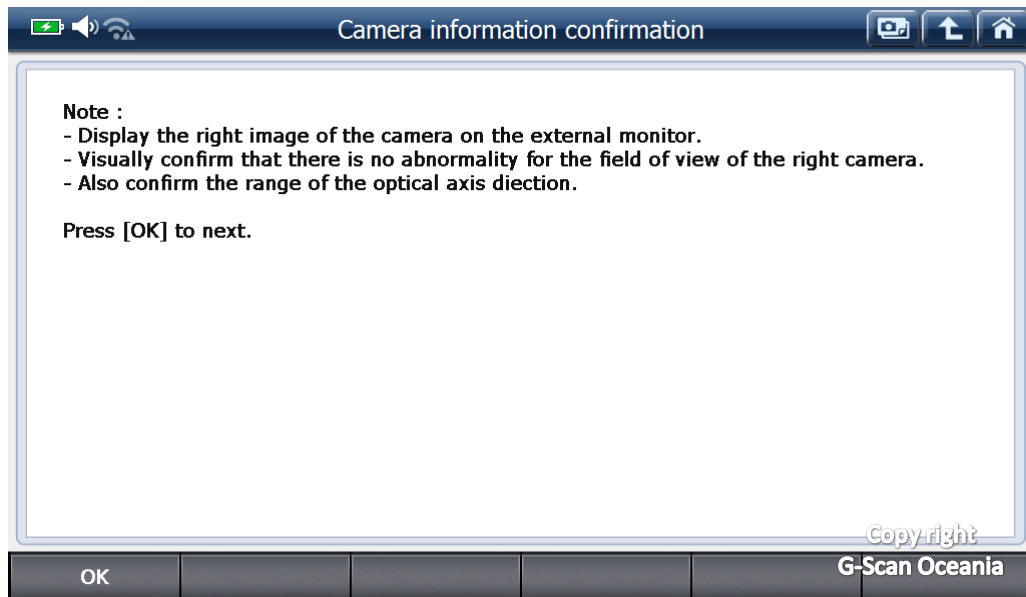 Camera information confirmation
Note :
- Display the right image of the camera on the external monitor.
- Visually confirm that there is no abnormality for the field of view of the right camera.
- Also confirm the range of the optical axis diection.
Press [OK] to next.
Copy right
G-Scan Oceania
OK